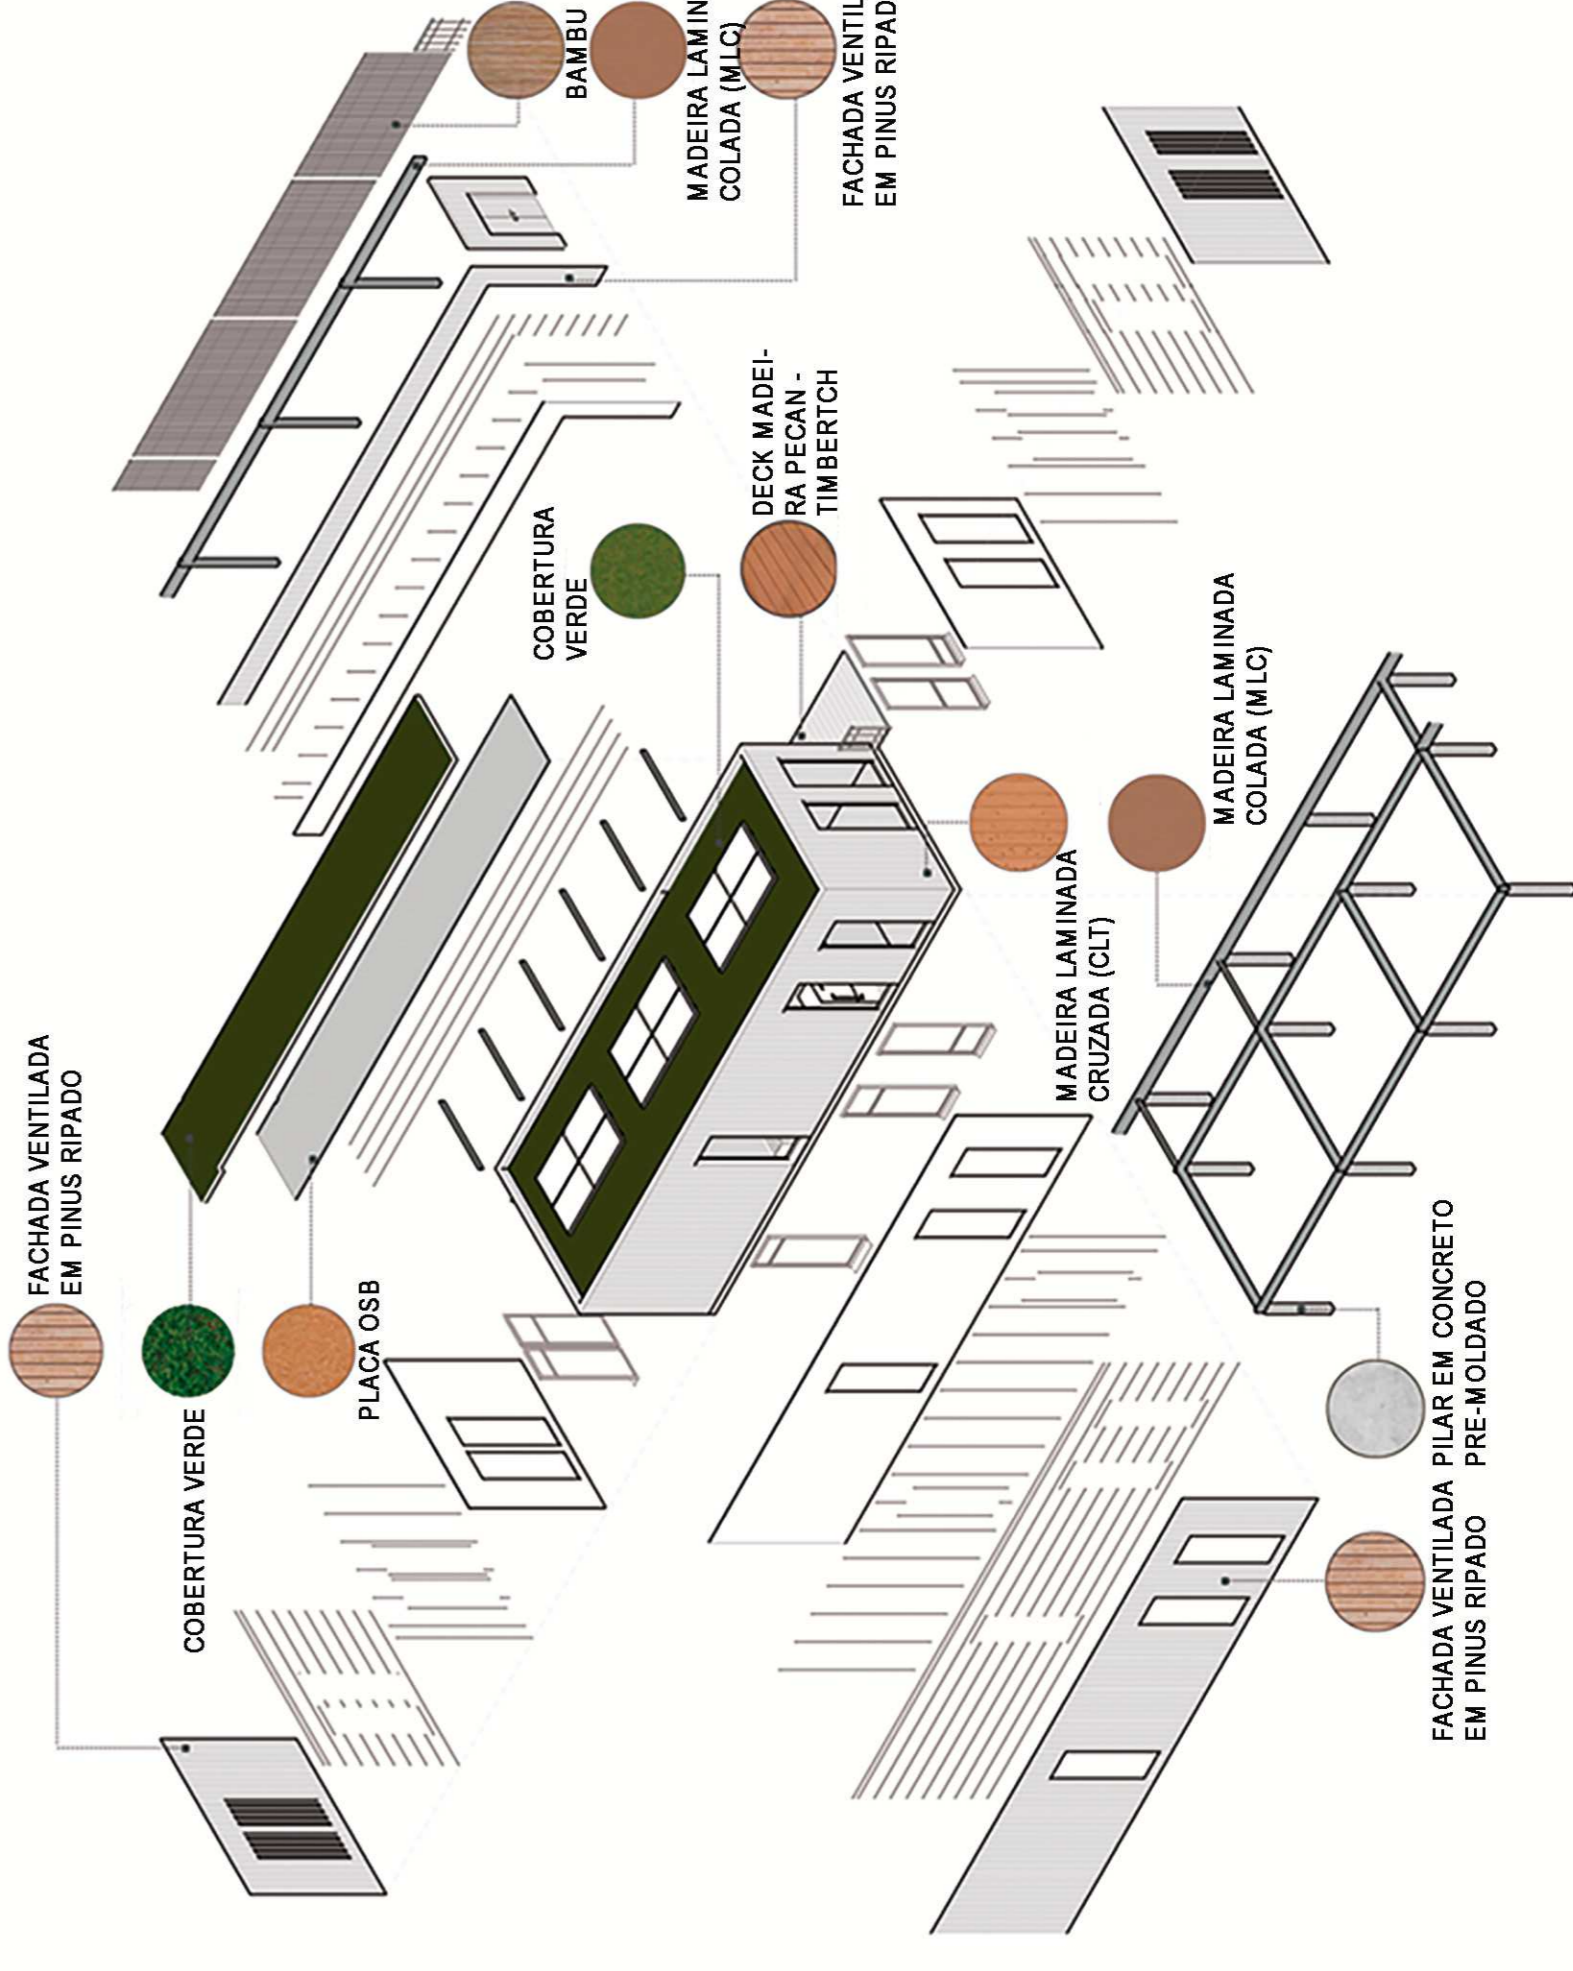 FACHADA VENTILADA
EM PINUS RIPADO
COBERTURA VERDE
PLACA OSB
COBERTURA
VERDE
BAMBU
MADEIRA LAMIN
COLADA (MLC)
DECK MADEI-
RA PECAN -
TIMBERTCH
FACHADA VENTIL
EM PINUS RIPAD
MADEIRA LAMINADA
CRUZADA (CLT)
MADEIRA LAMINADA
COLADA (MLC)
FACHADA VENTILADA
EM PINUS RIPADO
PILAR EM CONCRETO
PRE-MOLDADO